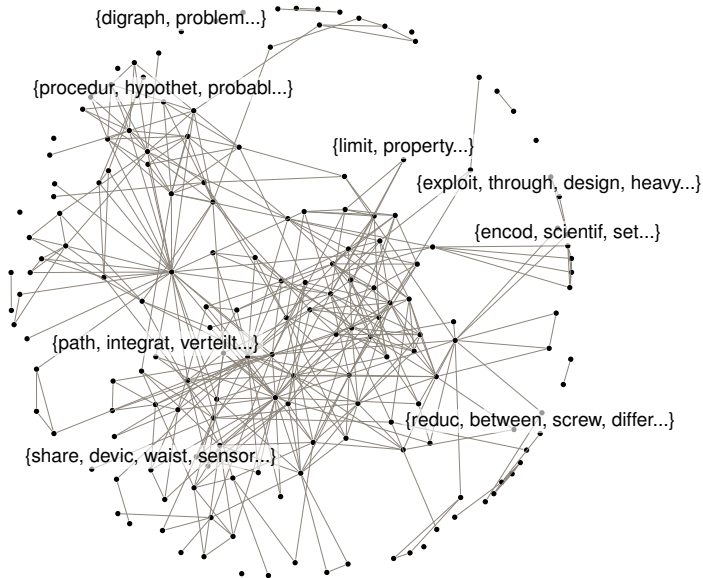 {digraph, problem...}
{procedur, hypothet, probabl...}
{limit, property...}
{exploit, through, design, heavy...}
{encod, scientif, set...}
{path, integrat, verteilt...}
{reduc, between, screw, differ...}
{share, devic, waist, sensor...}